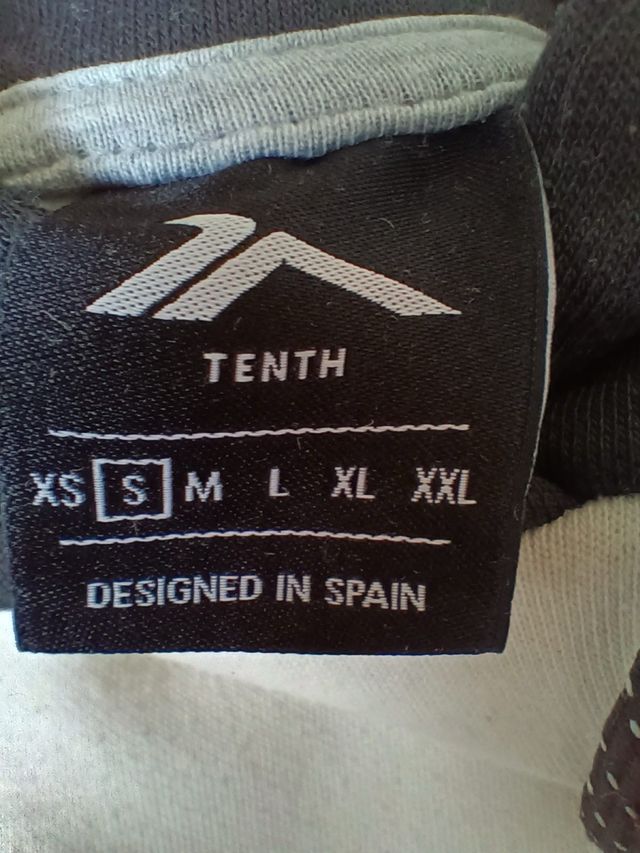 TENTH
XS S M L XL XXL
DESIGNED IN SPAIN